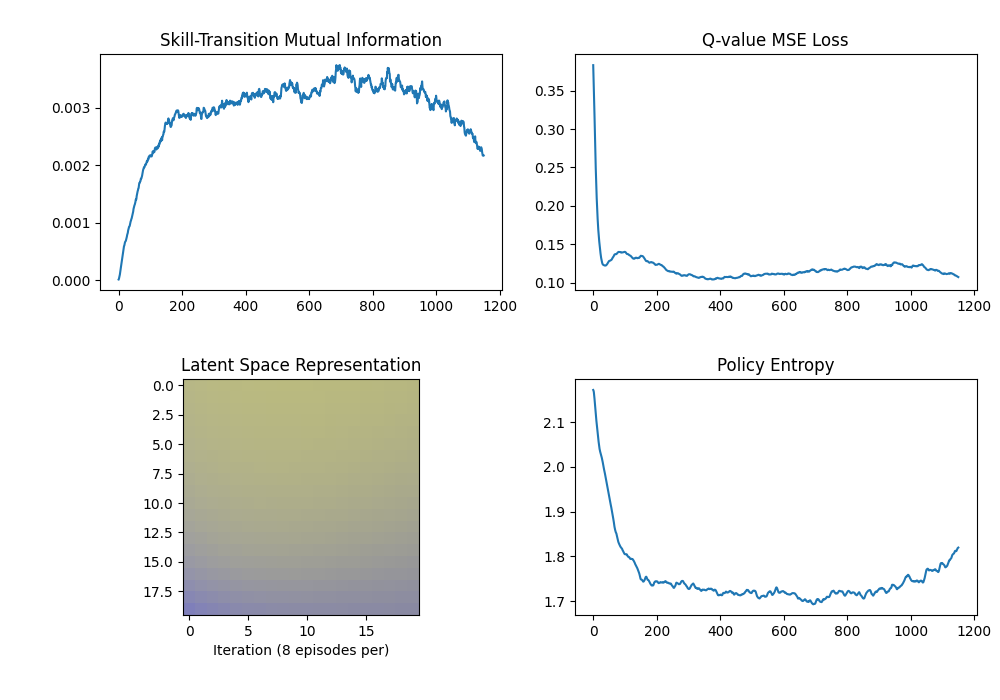 Skill-Transition Mutual Information
0.003
0.002
0.001
0.000
0 200 400 600 800 1000 1200
Q-value MSE Loss
0.35
0.30
0.25
0.20
0.15
0.10
0 200 400 600 800 1000 1200
Latent Space Representation
0.0
2.5
5.0
7.5
10.0
12.5
15.0
17.5
0 5 10 15
Iteration (8 episodes per)
Policy Entropy
2.1
2.0
1.9
1.8
1.7
0 200 400 600 800 1000 1200